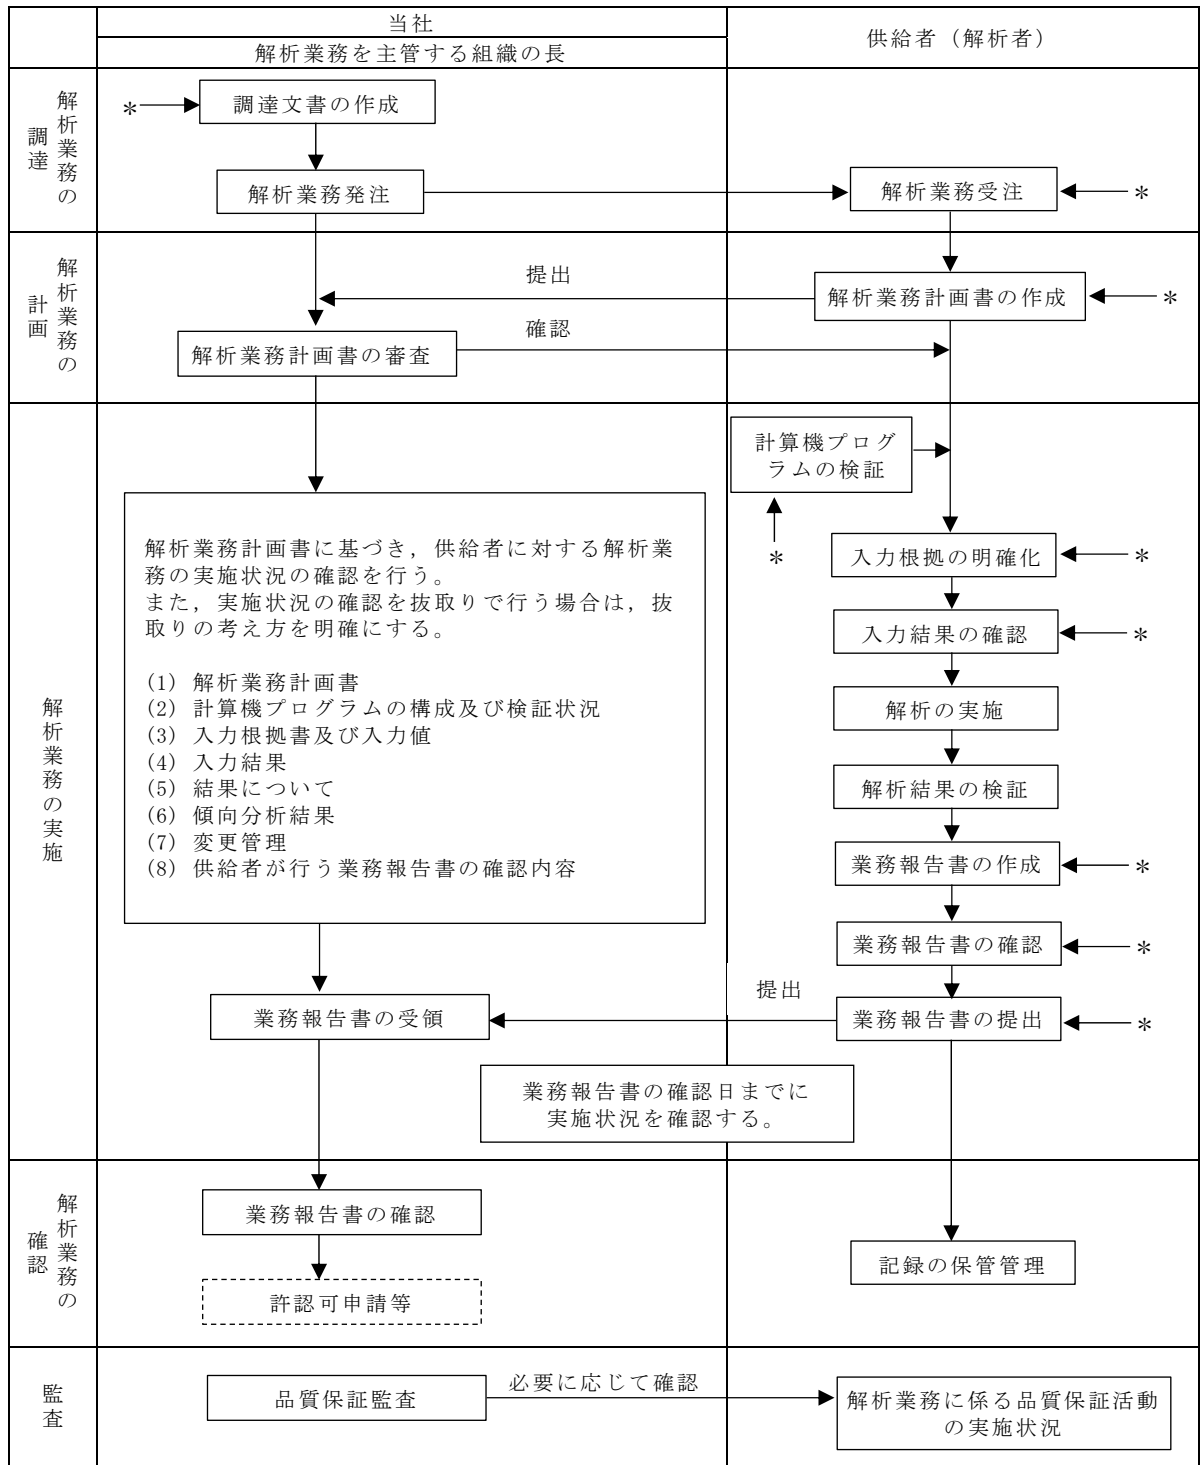 当社
解析業務を主管する組織の長
供給者（解析者）
解析業務の
調達
＊
調達文書の作成
解析業務発注
解析業務受注
＊
解析業務の
計画
提出
解析業務計画書の作成
＊
確認
解析業務計画書の審査
解析業務の実施
計算機プログ
ラムの検証
＊
解析業務計画書に基づき，供給者に対する解析業
務の実施状況の確認を行う。
また，実施状況の確認を抜取りで行う場合は，抜
取りの考え方を明確にする。
(1) 解析業務計画書
(2) 計算機プログラムの構成及び検証状況
(3) 入力根拠書及び入力値
(4) 入力結果
(5) 結果について
(6) 傾向分析結果
(7) 変更管理
(8) 供給者が行う業務報告書の確認内容
入力根拠の明確化
＊
入力結果の確認
＊
解析の実施
解析結果の検証
業務報告書の作成
＊
業務報告書の確認
＊
提出
業務報告書の受領
業務報告書の提出
＊
業務報告書の確認日までに
実施状況を確認する。
解析業務の
確認
業務報告書の確認
記録の保管管理
許認可申請等
監査
品質保証監査
必要に応じて確認
解析業務に係る品質保証活動
の実施状況